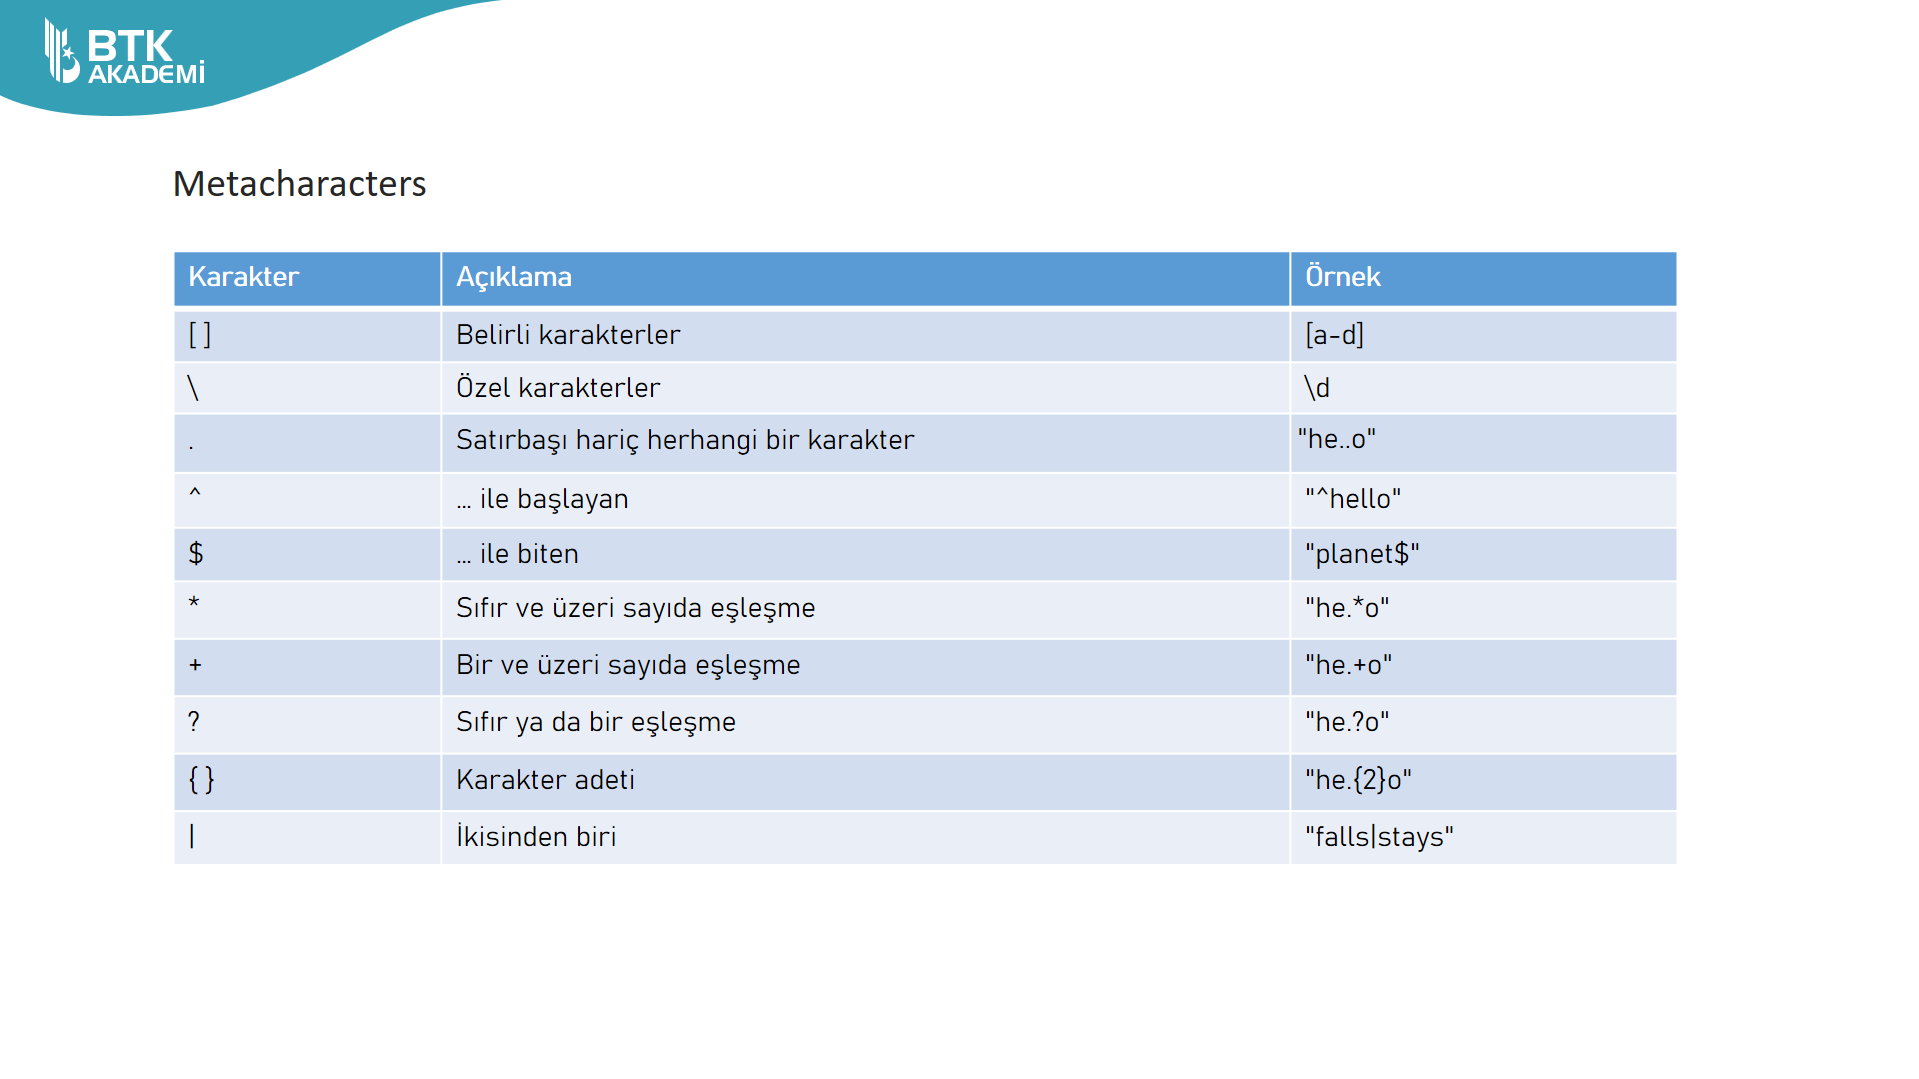 BTK
AKADEMİ
Metacharacters
Karakter Açıklama Örnek
[ ] Belirli karakterler [a-d]
\ Özel karakterler \d
. Satırbaşı hariç herhangi bir karakter "he..o"
^ ... ile başlayan "^hello"
$ ... ile biten "planet$"
* Sıfır ve üzeri sayıda eşleşme "he.*o"
+ Bir ve üzeri sayıda eşleşme "he.+o"
? Sıfır ya da bir eşleşme "he.?o"
{ } Karakter adeti "he.{2}o"
| İkisinden biri "falls|stays"